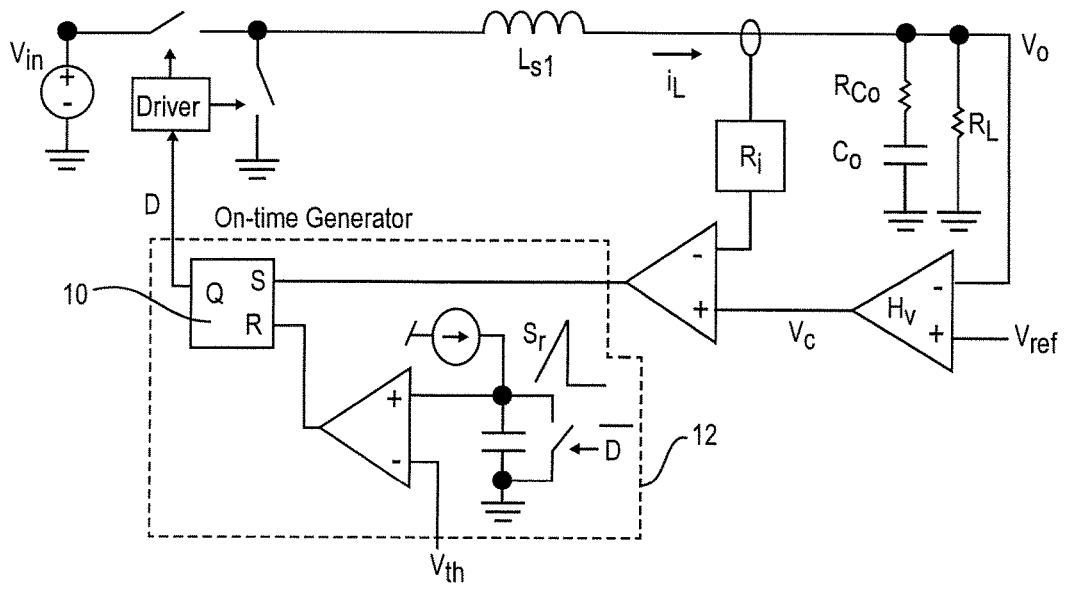 Vin
+
-
Driver
D
Ls1
iL
Ri
RCo
Co
RL
Vo
On-time Generator
10
Q
S
R
-
+
Vc
Hv
-
+
Vref
Sr
+
-
D
12
Vth